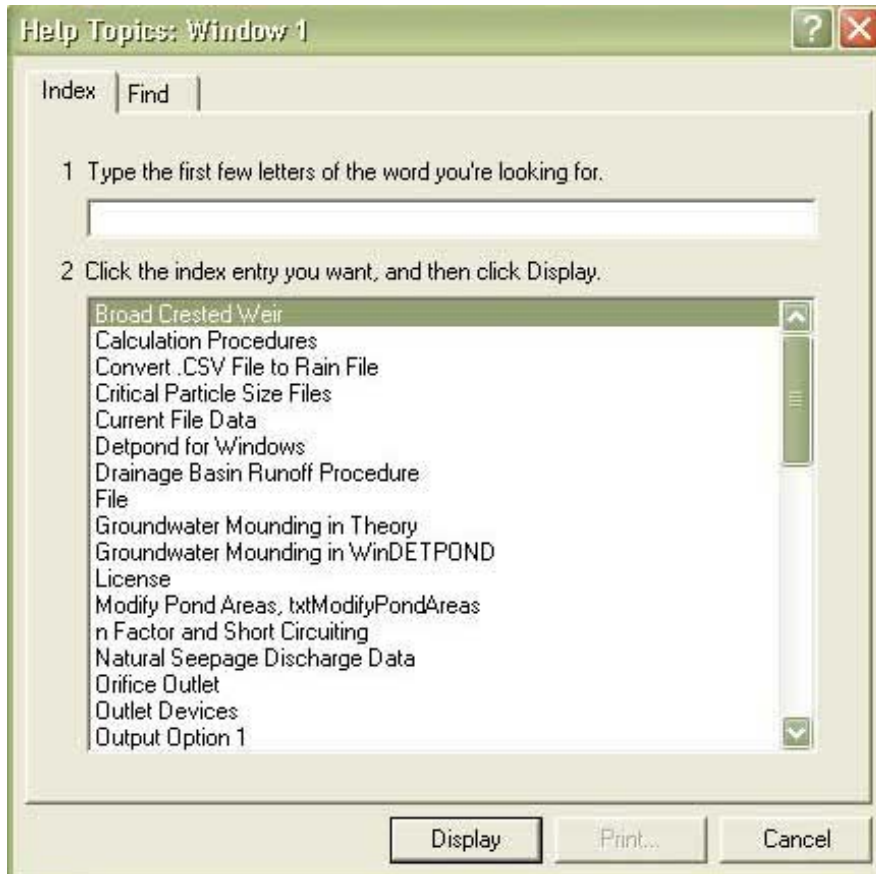 Help Topics: Window 1
Index
Find
1 Type the first few letters of the word you're looking for.
2 Click the index entry you want, and then click Display.
Broad Crested Weir
Calculation Procedures
Convert .CSV File to Rain File
Critical Particle Size Files
Current File Data
Detpond for Windows
Drainage Basin Runoff Procedure
File
Groundwater Mounding in Theory
Groundwater Mounding in WinDETPOND
License
Modify Pond Areas, txtModifyPondAreas
n Factor and Short Circuiting
Natural Seepage Discharge Data
Orifice Outlet
Outlet Devices
Output Option 1
Display
Print...
Cancel